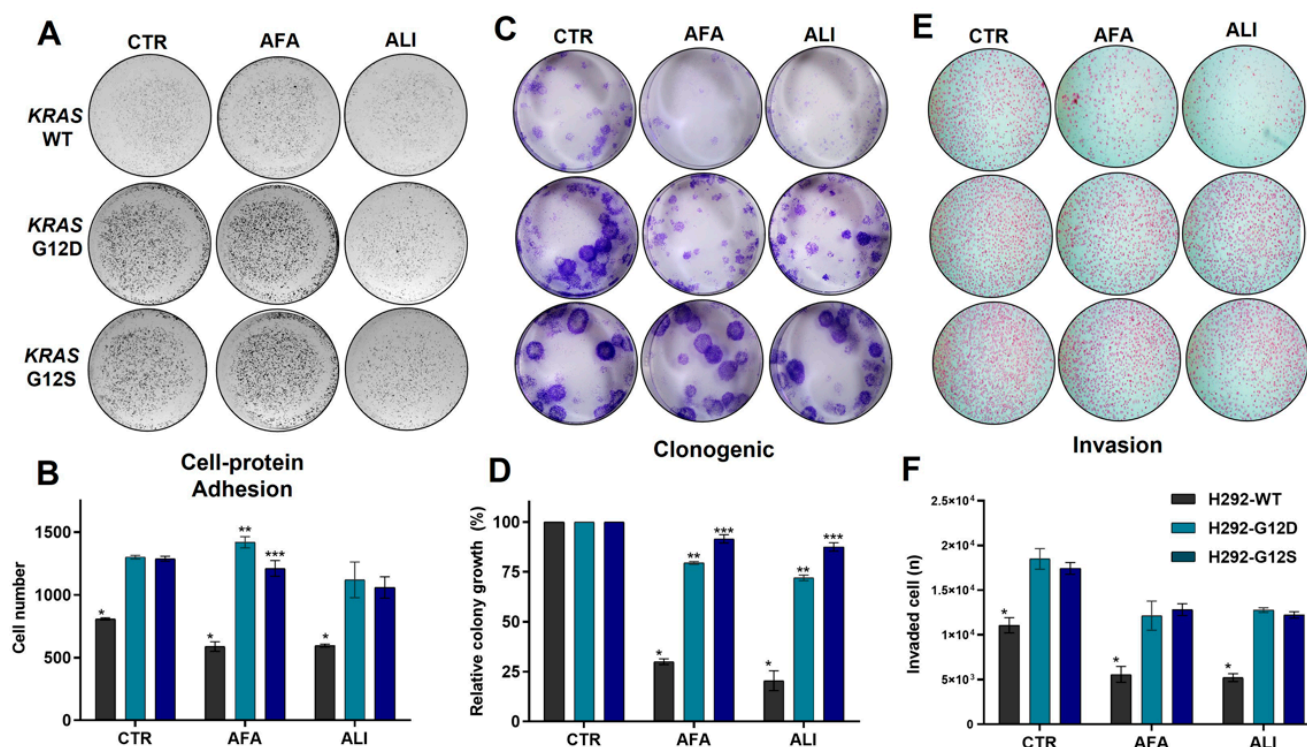 A
CTR AFA ALI
KRAS
WT
KRAS
G12D
KRAS
G12S
B
Cell-protein
Adhesion
Cell number
1500
1000
500
0
**
***
*
*
*
CTR AFA ALI
C
CTR AFA ALI
D
Clonogenic
Relative colony growth (%)
100
75
50
25
0
***
***
**
**
*
*
CTR AFA ALI
E
CTR AFA ALI
F
Invasion
Invaded cell (n)
2.5×10⁴
2×10⁴
1×10⁴
5×10³
0
H292-WT
H292-G12D
H292-G12S
*
*
*
CTR AFA ALI